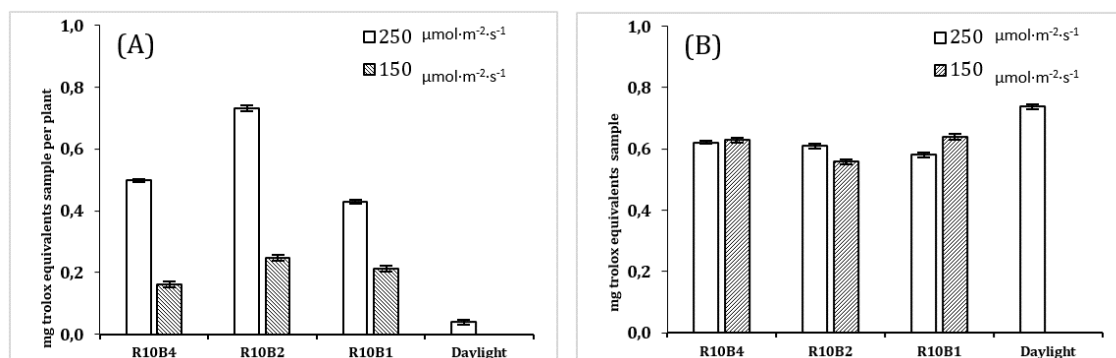 (A)
250 μmol·m⁻²·s⁻¹
150 μmol·m⁻²·s⁻¹
mg trolox equivalents sample per plant
1,0
0,8
0,6
0,4
0,2
0,0
R10B4 R10B2 R10B1 Daylight
(B)
250 μmol·m⁻²·s⁻¹
150 μmol·m⁻²·s⁻¹
mg trolox equivalents sample
1,0
0,8
0,6
0,4
0,2
0,0
R10B4 R10B2 R10B1 Daylight